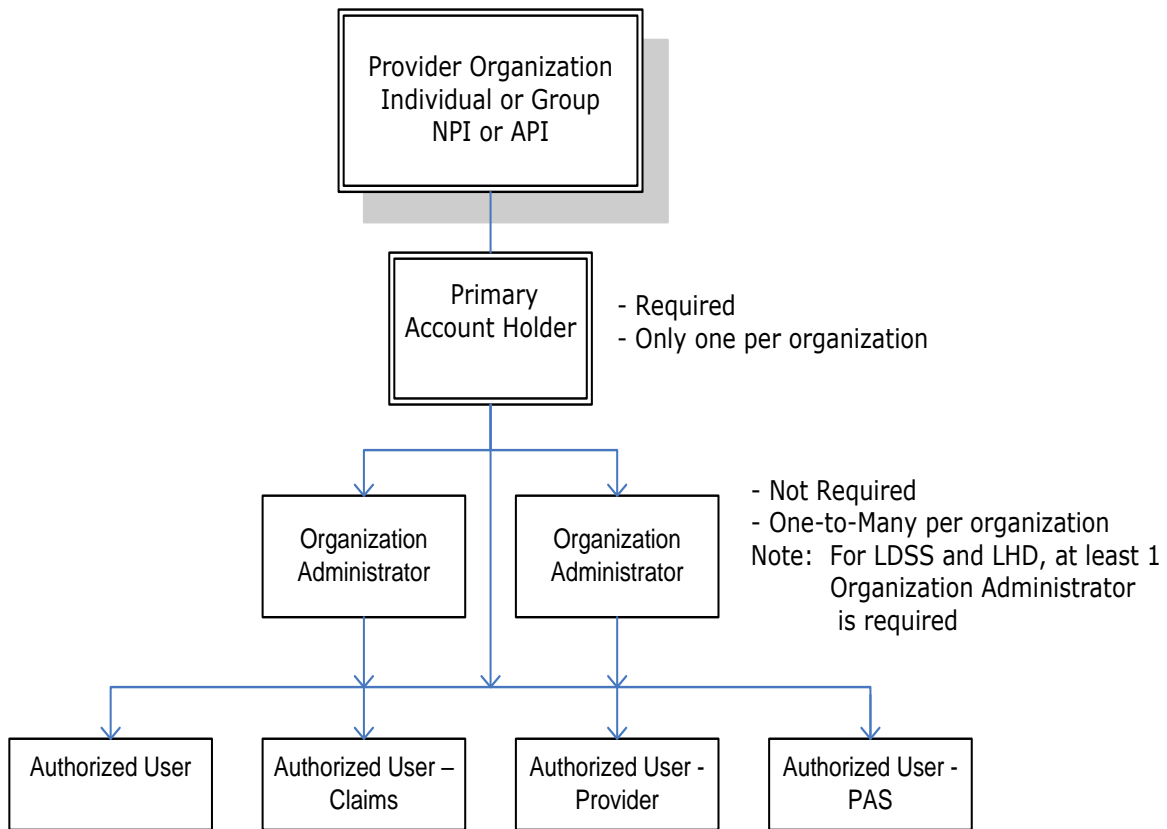 Provider Organization
Individual or Group
NPI or API
Primary
Account Holder
- Required
- Only one per organization
Organization
Administrator
Organization
Administrator
- Not Required
- One-to-Many per organization
Note: For LDSS and LHD, at least 1
Organization Administrator
is required
Authorized User
Authorized User –
Claims
Authorized User -
Provider
Authorized User -
PAS